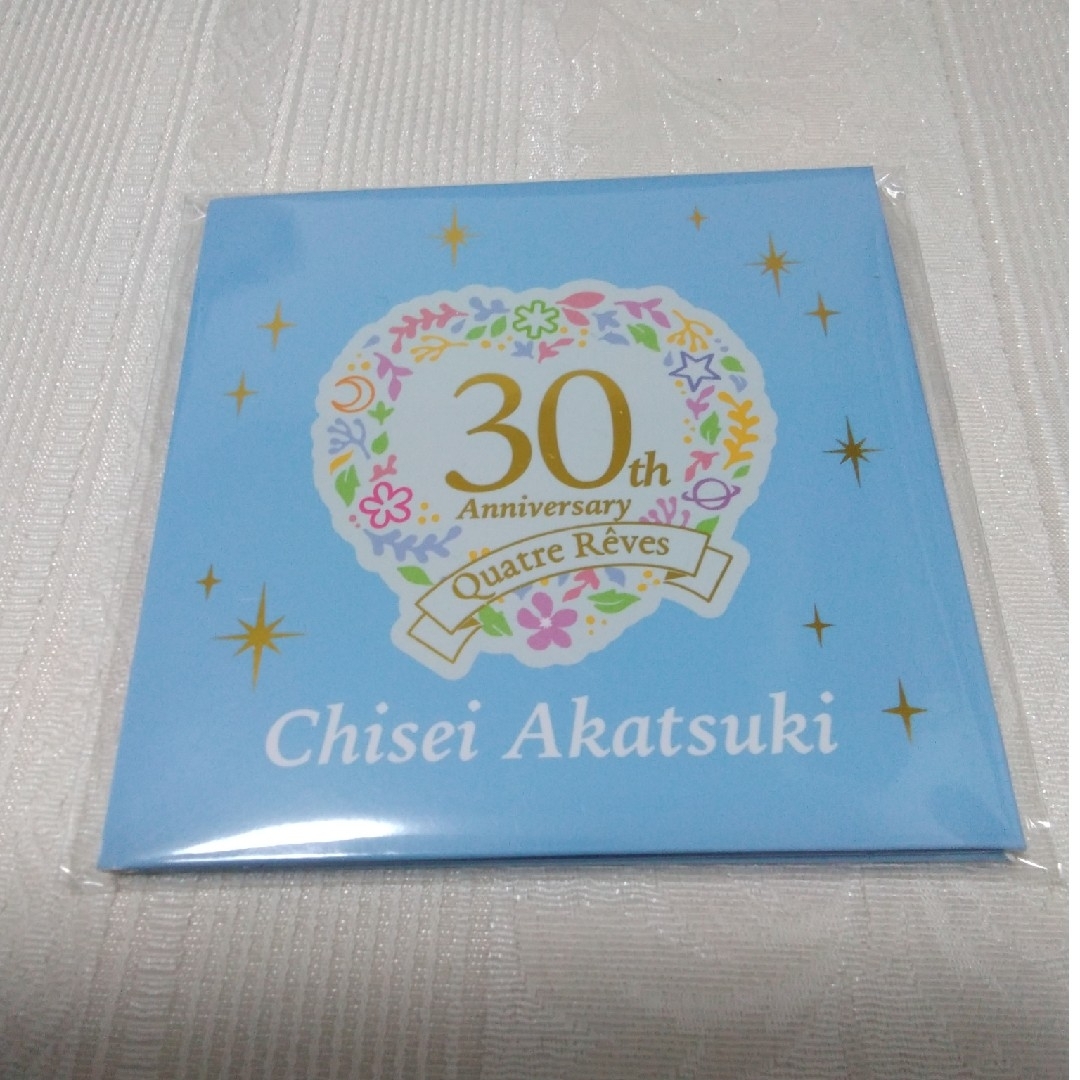 30th
Anniversary
Quatre Rêves
Chisei Akatsuki